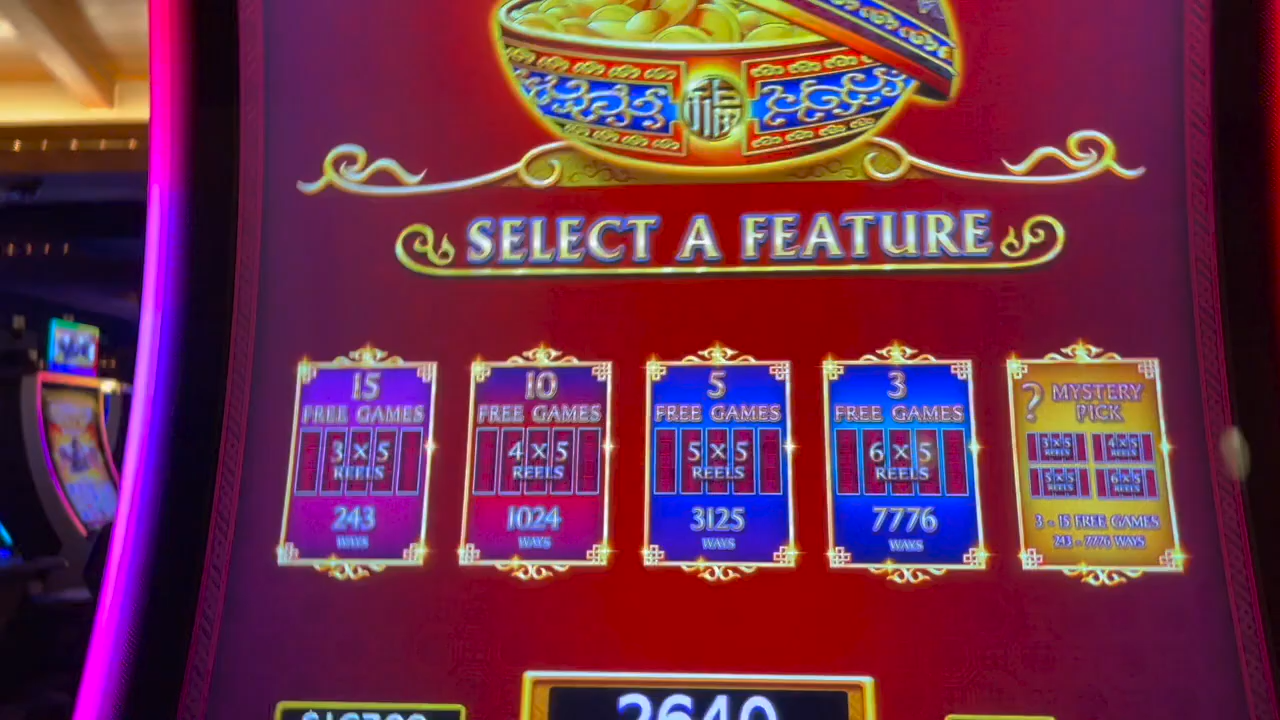 福
SELECT A FEATURE
15
FREE GAMES
3 x 5
REELS
243
WAYS
10
FREE GAMES
4 x 5
REELS
1024
WAYS
5
FREE GAMES
5 x 5
REELS
3125
WAYS
3
FREE GAMES
6 x 5
REELS
7776
WAYS
? MYSTERY
PICK
3 x 5
REELS
4 x 5
REELS
5 x 5
REELS
6 x 5
REELS
3 - 15 FREE GAMES
243 - 7776 WAYS
2640